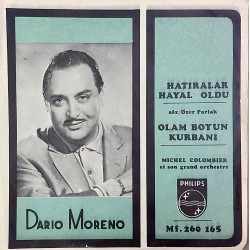 HATIRALAR
HAYAL OLDU
söz: Özer Parlak
OLAM BOYUN
KURBANI
MICHEL COLOMBIER
et son grand orchestre
PHILIPS
DARIO MORENO
Mf. 260 165